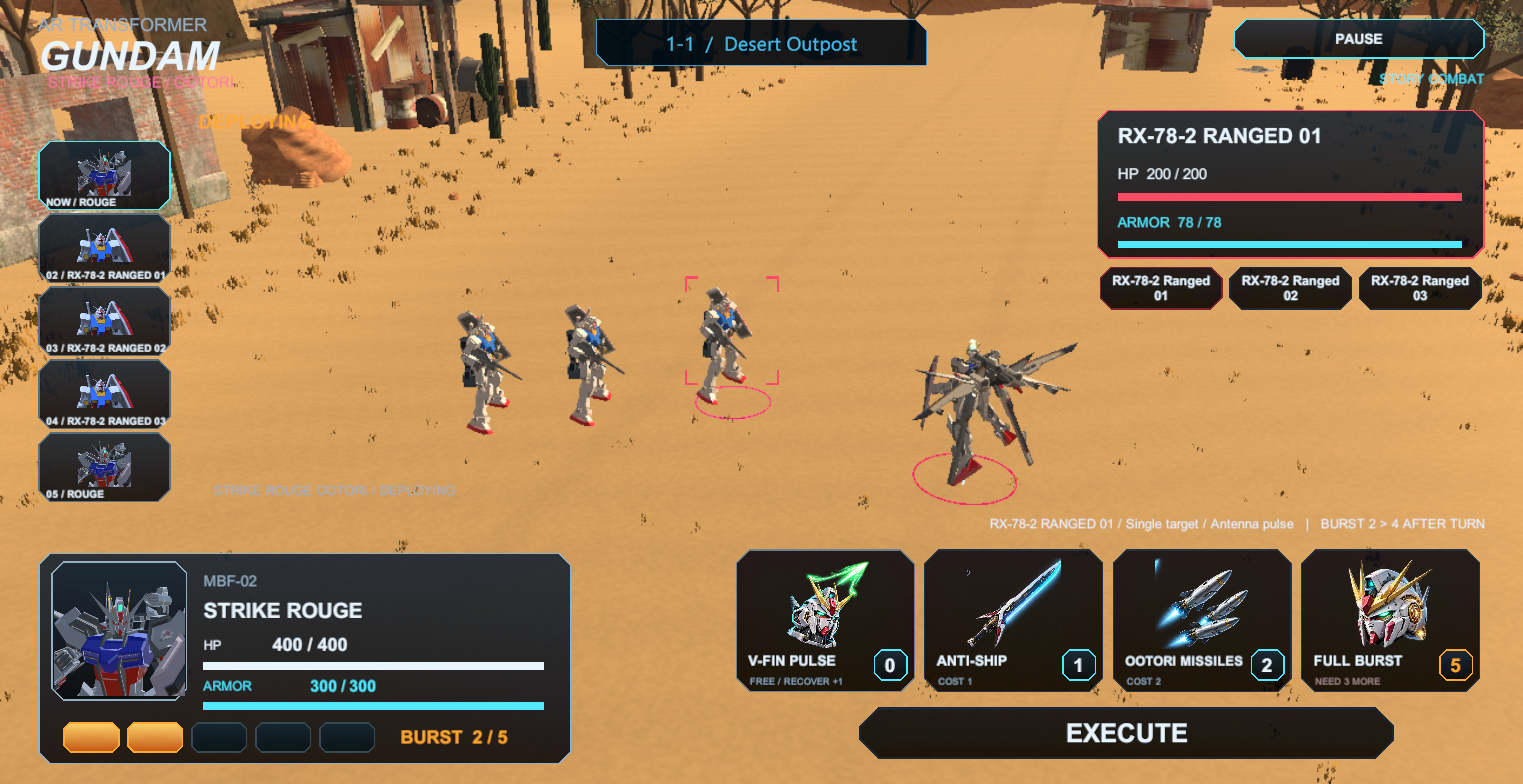 AR TRANSFORMER
GUNDAM
STRIKE ROUGE / OOTORI
DEPLOYING
1-1 / Desert Outpost
PAUSE
STORY COMBAT
RX-78-2 RANGED 01
HP 200 / 200
ARMOR 78 / 78
RX-78-2 Ranged
01
RX-78-2 Ranged
02
RX-78-2 Ranged
03
NOW / ROUGE
02 / RX-78-2 RANGED 01
03 / RX-78-2 RANGED 02
04 / RX-78-2 RANGED 03
05 / ROUGE
STRIKE ROUGE OOTORI / DEPLOYING
RX-78-2 RANGED 01 / Single target / Antenna pulse | BURST 2 > 4 AFTER TURN
MBF-02
STRIKE ROUGE
HP 400 / 400
ARMOR 300 / 300
BURST 2 / 5
V-FIN PULSE 0
FREE / RECOVER +1
ANTI-SHIP 1
COST 1
OOTORI MISSILES 2
COST 2
FULL BURST 5
NEED 3 MORE
EXECUTE